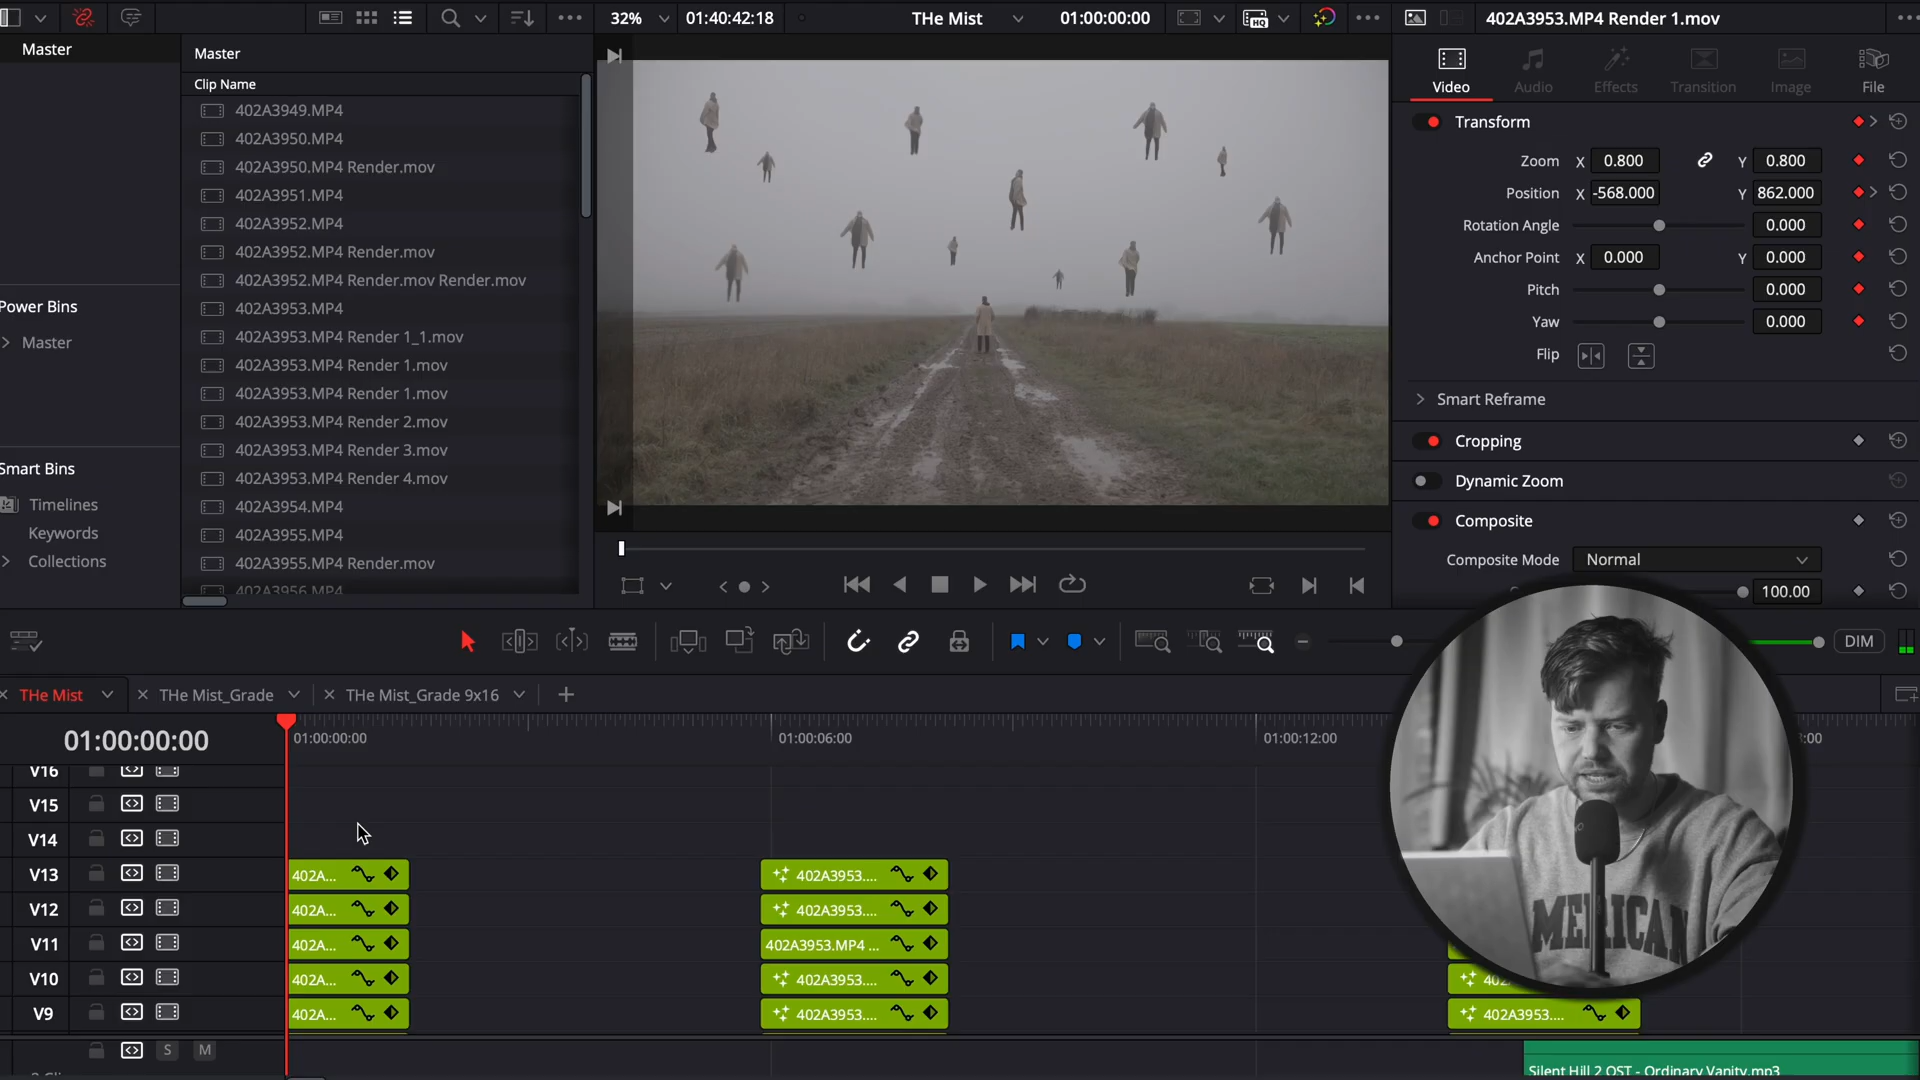 32%
01:40:42:18
THe Mist
01:00:00:00
HQ
402A3953.MP4 Render 1.mov
Master
Master
Clip Name
402A3949.MP4
402A3950.MP4
402A3950.MP4 Render.mov
402A3951.MP4
402A3952.MP4
402A3952.MP4 Render.mov
402A3952.MP4 Render.mov Render.mov
402A3953.MP4
402A3953.MP4 Render 1_1.mov
402A3953.MP4 Render 1.mov
402A3953.MP4 Render 1.mov
402A3953.MP4 Render 2.mov
402A3953.MP4 Render 3.mov
402A3953.MP4 Render 4.mov
402A3954.MP4
402A3955.MP4
402A3955.MP4 Render.mov
402A3956.MP4
Power Bins
Master
Smart Bins
Timelines
Keywords
Collections
Video
Audio
Effects
Transition
Image
File
Transform
Zoom X 0.800 Y 0.800
Position X -568.000 Y 862.000
Rotation Angle 0.000
Anchor Point X 0.000 Y 0.000
Pitch 0.000
Yaw 0.000
Flip
Smart Reframe
Cropping
Dynamic Zoom
Composite
Composite Mode Normal
100.00
DIM
THe Mist
THe Mist_Grade
THe Mist_Grade 9x16
01:00:00:00
01:00:00:00
01:00:06:00
01:00:12:00
:00
V16
V15
V14
V13 402A... 402A3953....
V12 402A... 402A3953....
V11 402A... 402A3953.MP4 ...
V10 402A... 402A3953....
V9 402A... 402A3953.... 402A3953....
S M
Silent Hill 2 OST - Ordinary Vanity.mp3
MERICAN